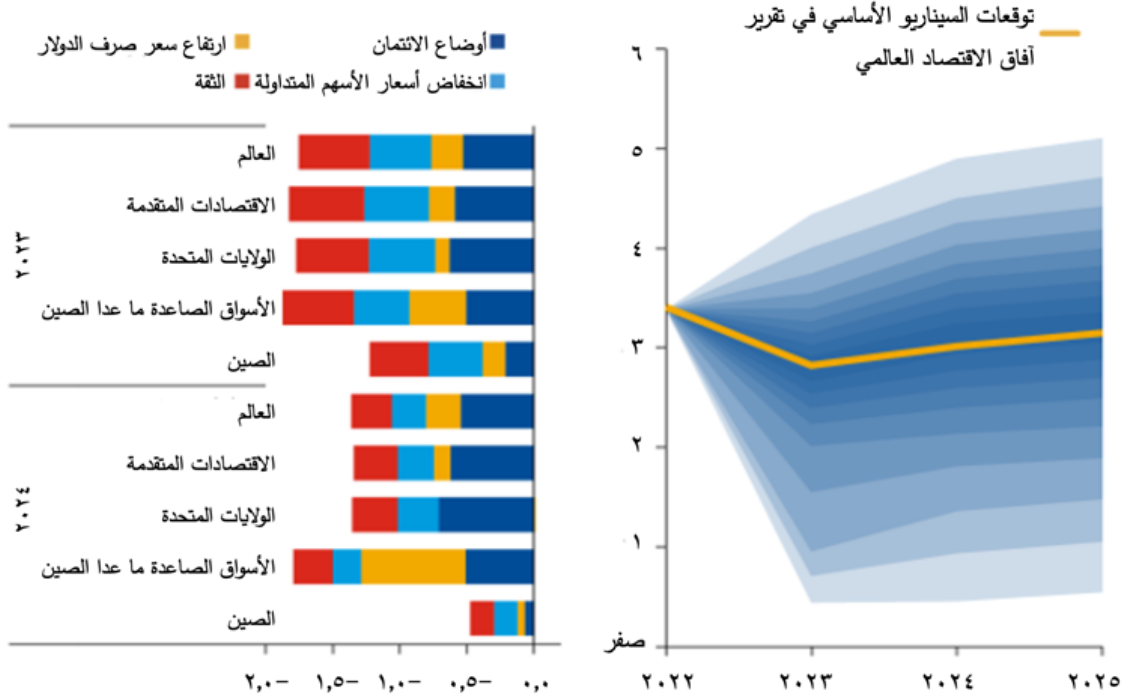 توقعات السيناريو الأساسي في تقرير
آفاق الاقتصاد العالمي
٦
٥
٤
٣
٢
١
صفر
٢٠٢٢ ٢٠٢٣ ٢٠٢٤ ٢٠٢٥
أوضاع الائتمان
ارتفاع سعر صرف الدولار
انخفاض أسعار الأسهم المتداولة
الثقة
٢٠٢٣
العالم
الاقتصادات المتقدمة
الولايات المتحدة
الأسواق الصاعدة ما عدا الصين
الصين
٢٠٢٤
العالم
الاقتصادات المتقدمة
الولايات المتحدة
الأسواق الصاعدة ما عدا الصين
الصين
٢,٠– ١,٥– ١,٠– ٠,٥– ٠,٠